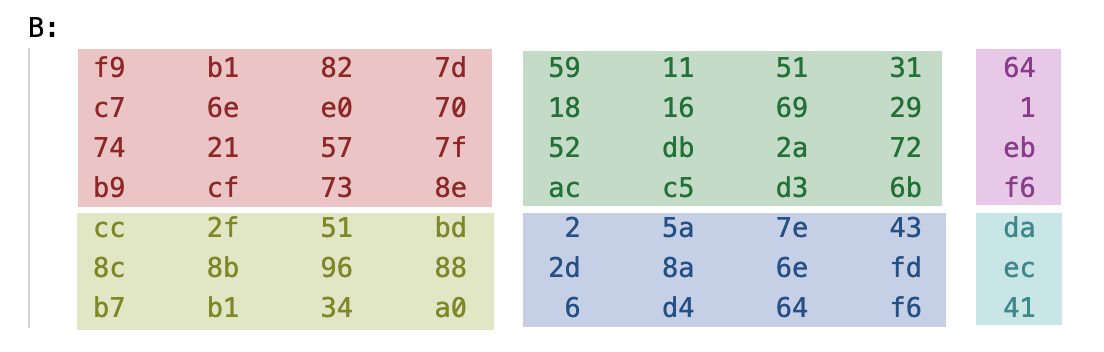 B:
f9 b1 82 7d 59 11 51 31 64
c7 6e e0 70 18 16 69 29 1
74 21 57 7f 52 db 2a 72 eb
b9 cf 73 8e ac c5 d3 6b f6
cc 2f 51 bd 2 5a 7e 43 da
8c 8b 96 88 2d 8a 6e fd ec
b7 b1 34 a0 6 d4 64 f6 41